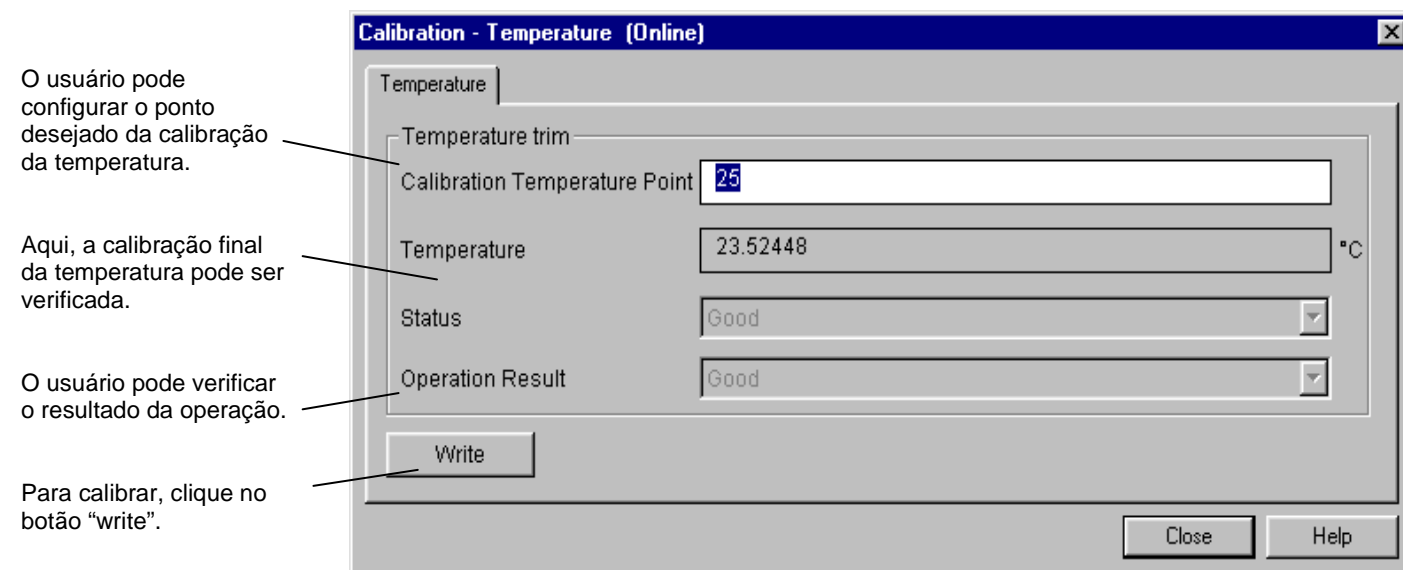 Calibration - Temperature (Online)
O usuário pode
configurar o ponto
desejado da calibração
da temperatura.
Aqui, a calibração final
da temperatura pode ser
verificada.
O usuário pode verificar
o resultado da operação.
Para calibrar, clique no
botão “write”.
Temperature
Temperature trim
Calibration Temperature Point 25
Temperature 23.52448 °C
Status Good
Operation Result Good
Write
Close Help